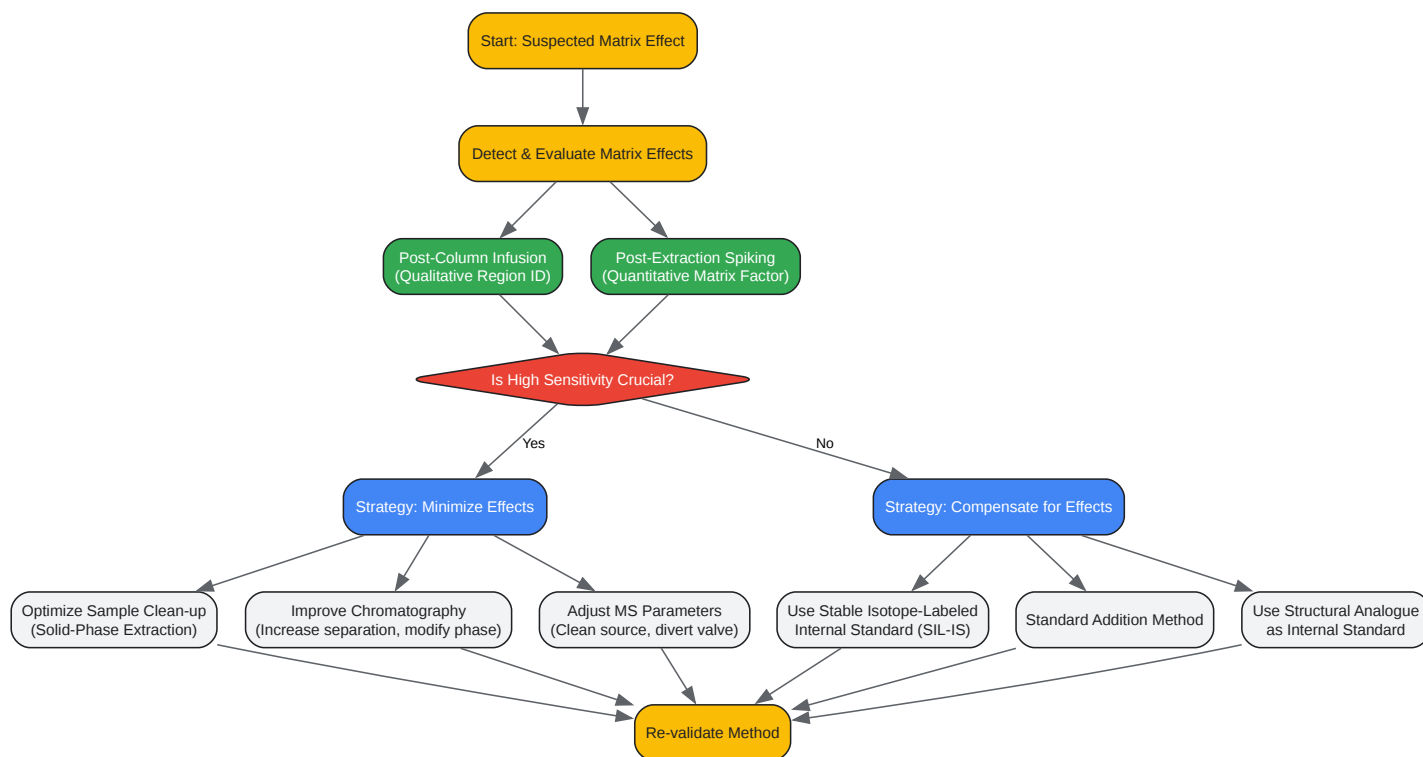 Start: Suspected Matrix Effect
Detect & Evaluate Matrix Effects
Post-Column Infusion
(Qualitative Region ID)
Post-Extraction Spiking
(Quantitative Matrix Factor)
Is High Sensitivity Crucial?
Yes
No
Strategy: Minimize Effects
Strategy: Compensate for Effects
Optimize Sample Clean-up
(Solid-Phase Extraction)
Improve Chromatography
(Increase separation, modify phase)
Adjust MS Parameters
(Clean source, divert valve)
Use Stable Isotope-Labeled
Internal Standard (SIL-IS)
Standard Addition Method
Use Structural Analogue
as Internal Standard
Re-validate Method